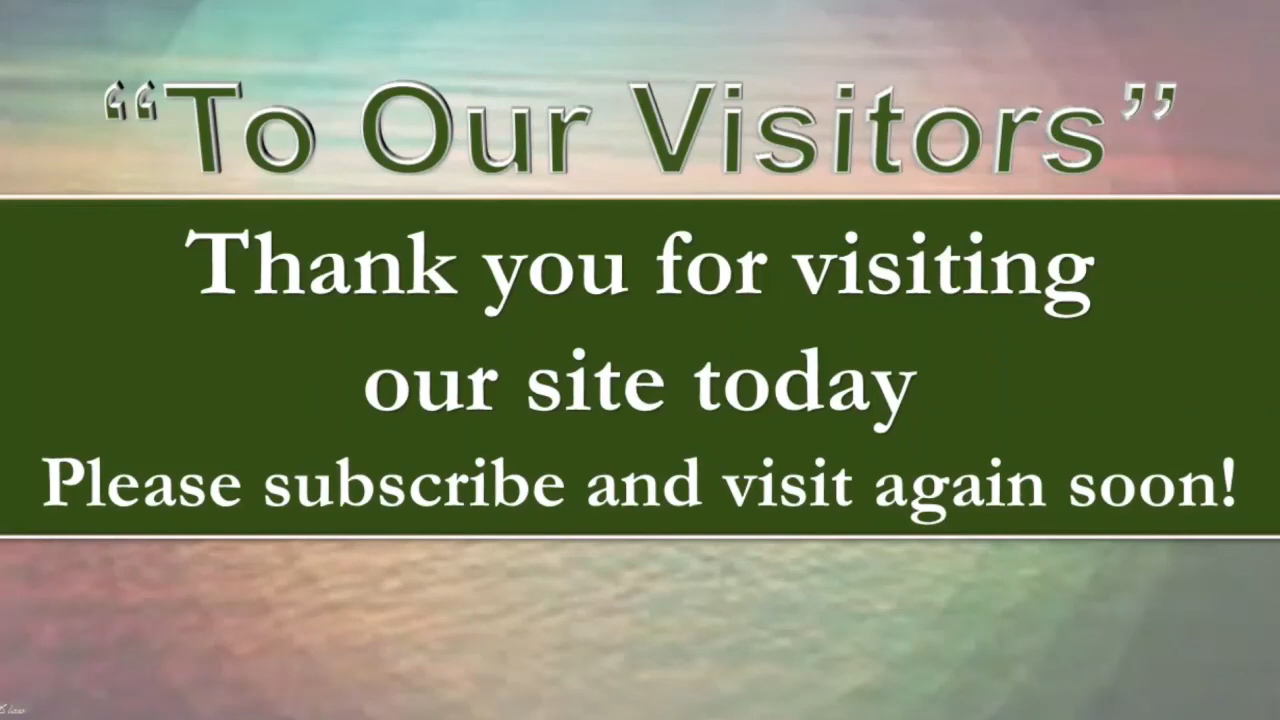 “To Our Visitors”
Thank you for visiting
our site today
Please subscribe and visit again soon!